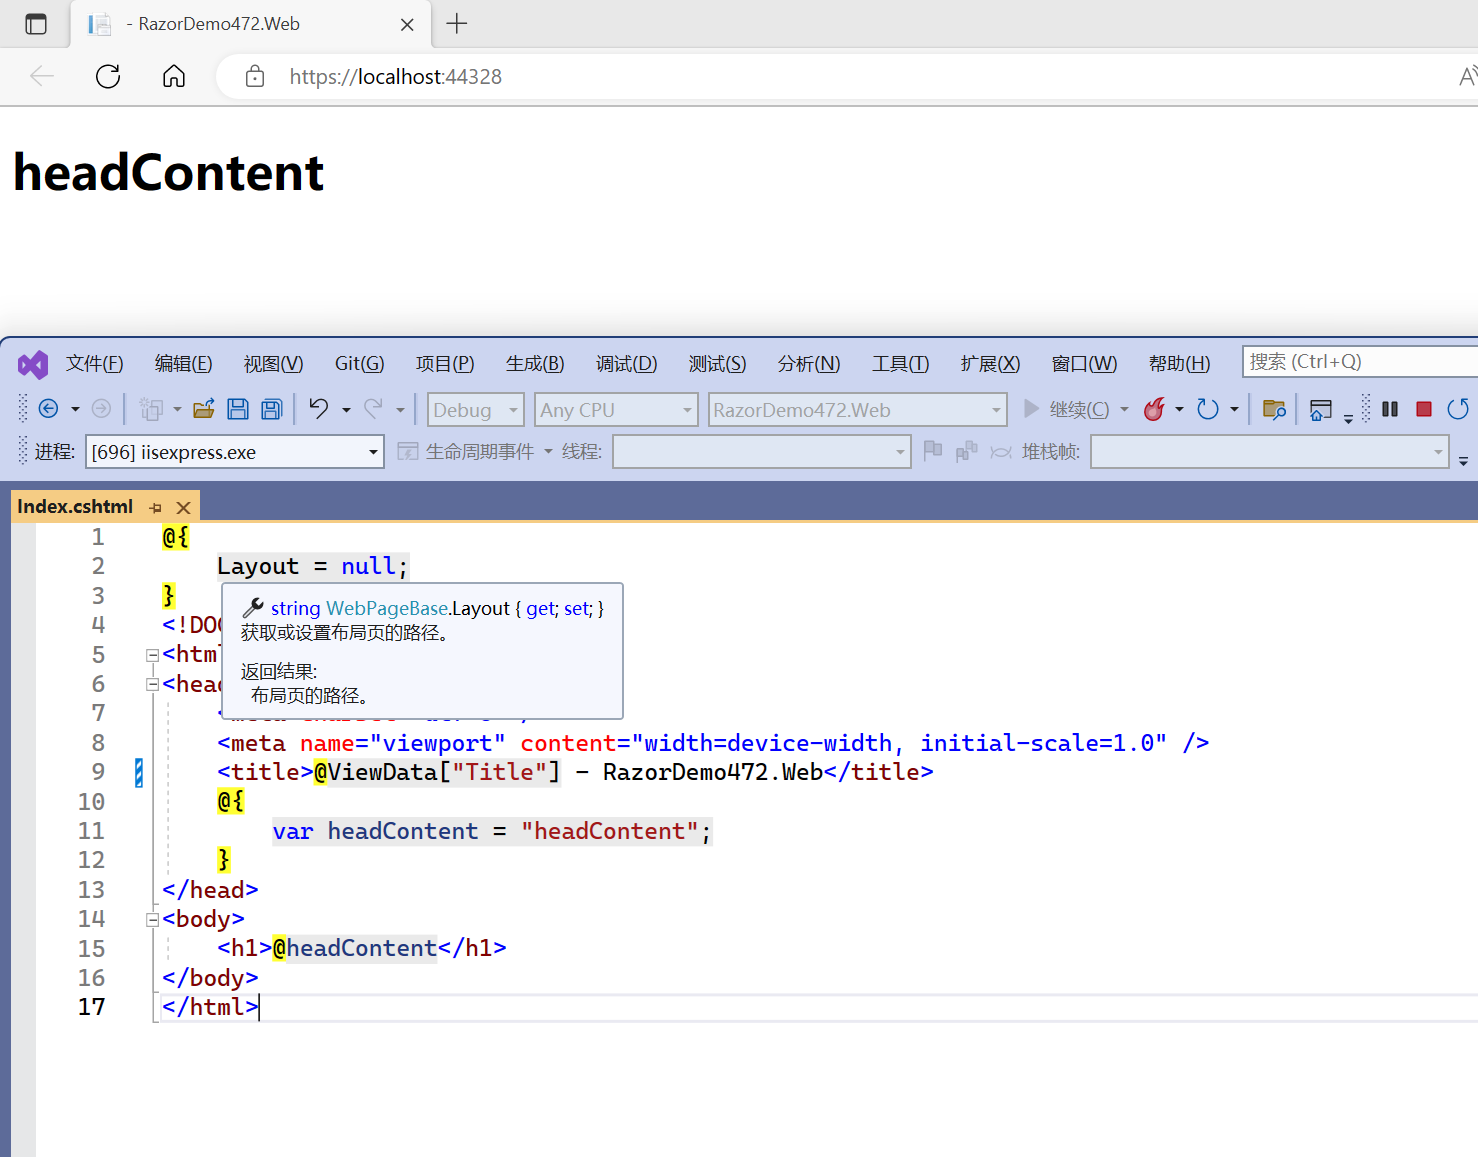 - RazorDemo472.Web
https://localhost:44328
headContent
文件(F) 编辑(E) 视图(V) Git(G) 项目(P) 生成(B) 调试(D) 测试(S) 分析(N) 工具(T) 扩展(X) 窗口(W) 帮助(H) 搜索 (Ctrl+Q)
Debug Any CPU RazorDemo472.Web 继续(C)
进程: [696] iisexpress.exe 生命周期事件 线程: 堆栈帧:
Index.cshtml
1 @{
2 Layout = null;
3 }
string WebPageBase.Layout { get; set; }
获取或设置布局页的路径。
返回结果:
布局页的路径。
4 <!DO
5 <html
6 <head
7
8 <meta name="viewport" content="width=device-width, initial-scale=1.0" />
9 <title>@ViewData["Title"] - RazorDemo472.Web</title>
10 @{
11 var headContent = "headContent";
12 }
13 </head>
14 <body>
15 <h1>@headContent</h1>
16 </body>
17 </html>